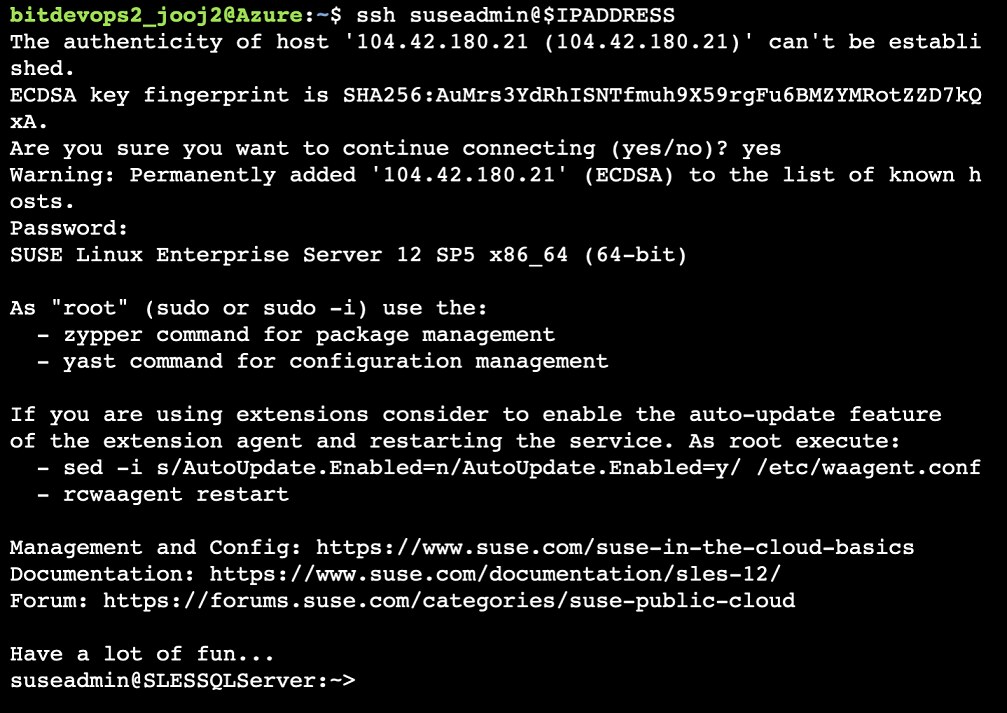 bitdevops2_jooj2@Azure:~$ ssh suseadmin@$IPADDRESS
The authenticity of host '104.42.180.21 (104.42.180.21)' can't be establi
shed.
ECDSA key fingerprint is SHA256:AuMrs3YdRhISNTfmuh9X59rgFu6BMZYMRotZZD7kQ
xA.
Are you sure you want to continue connecting (yes/no)? yes
Warning: Permanently added '104.42.180.21' (ECDSA) to the list of known h
osts.
Password:
SUSE Linux Enterprise Server 12 SP5 x86_64 (64-bit)

As "root" (sudo or sudo -i) use the:
  - zypper command for package management
  - yast command for configuration management

If you are using extensions consider to enable the auto-update feature
of the extension agent and restarting the service. As root execute:
  - sed -i s/AutoUpdate.Enabled=n/AutoUpdate.Enabled=y/ /etc/waagent.conf
  - rcwaagent restart

Management and Config: https://www.suse.com/suse-in-the-cloud-basics
Documentation: https://www.suse.com/documentation/sles-12/
Forum: https://forums.suse.com/categories/suse-public-cloud

Have a lot of fun...
suseadmin@SLESSQLServer:~>